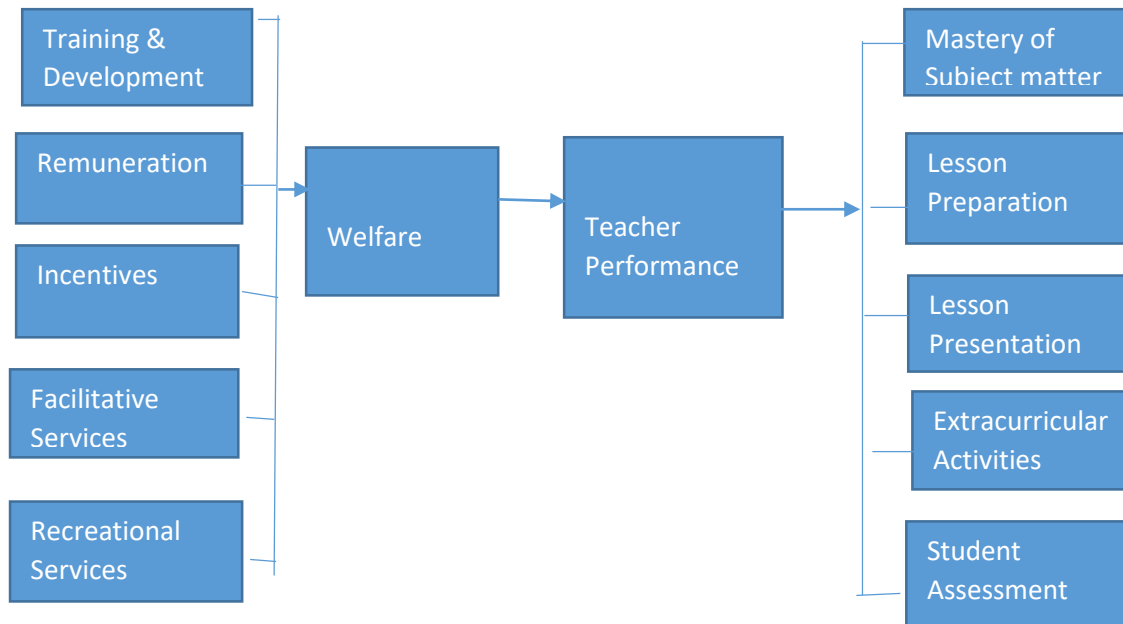 Training &
Development
Remuneration
Incentives
Facilitative
Services
Recreational
Services
Welfare
Teacher
Performance
Mastery of
Subject matter
Lesson
Preparation
Lesson
Presentation
Extracurricular
Activities
Student
Assessment